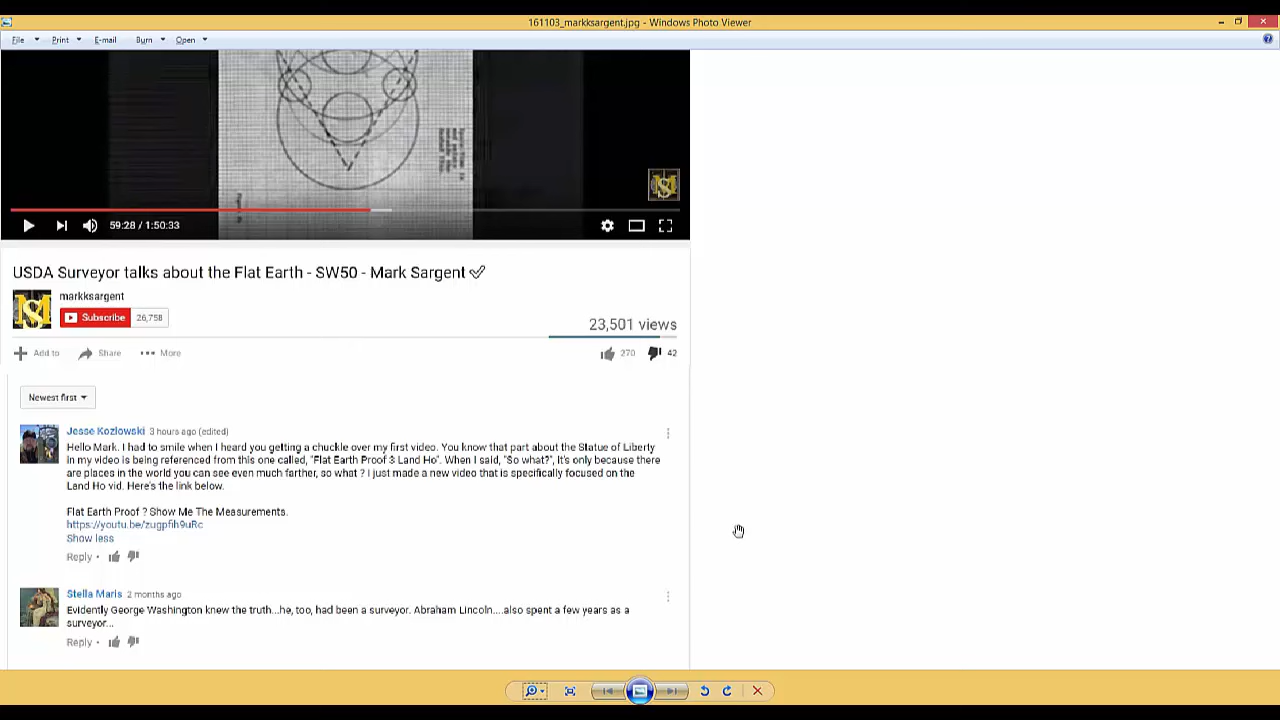 161103_markksargent.jpg - Windows Photo Viewer
File Print E-mail Burn Open
59:28 / 1:50:33
USDA Surveyor talks about the Flat Earth - SW50 - Mark Sargent
markksargent
Subscribe 26,758
23,501 views
Add to Share More 270 42
Newest first
Jesse Kozlowski 3 hours ago (edited)
Hello Mark. I had to smile when I heard you getting a chuckle over my first video. You know that part about the Statue of Liberty
in my video is being referenced from this one called, "Flat Earth Proof 3 Land Ho". When I said, "So what?", it's only because there
are places in the world you can see even much farther, so what ? I just made a new video that is specifically focused on the
Land Ho vid. Here's the link below.
Flat Earth Proof ? Show Me The Measurements.
https://youtu.be/zugpfih9uRc
Show less
Reply
Stella Maris 2 months ago
Evidently George Washington knew the truth...he, too, had been a surveyor. Abraham Lincoln....also spent a few years as a
surveyor...
Reply